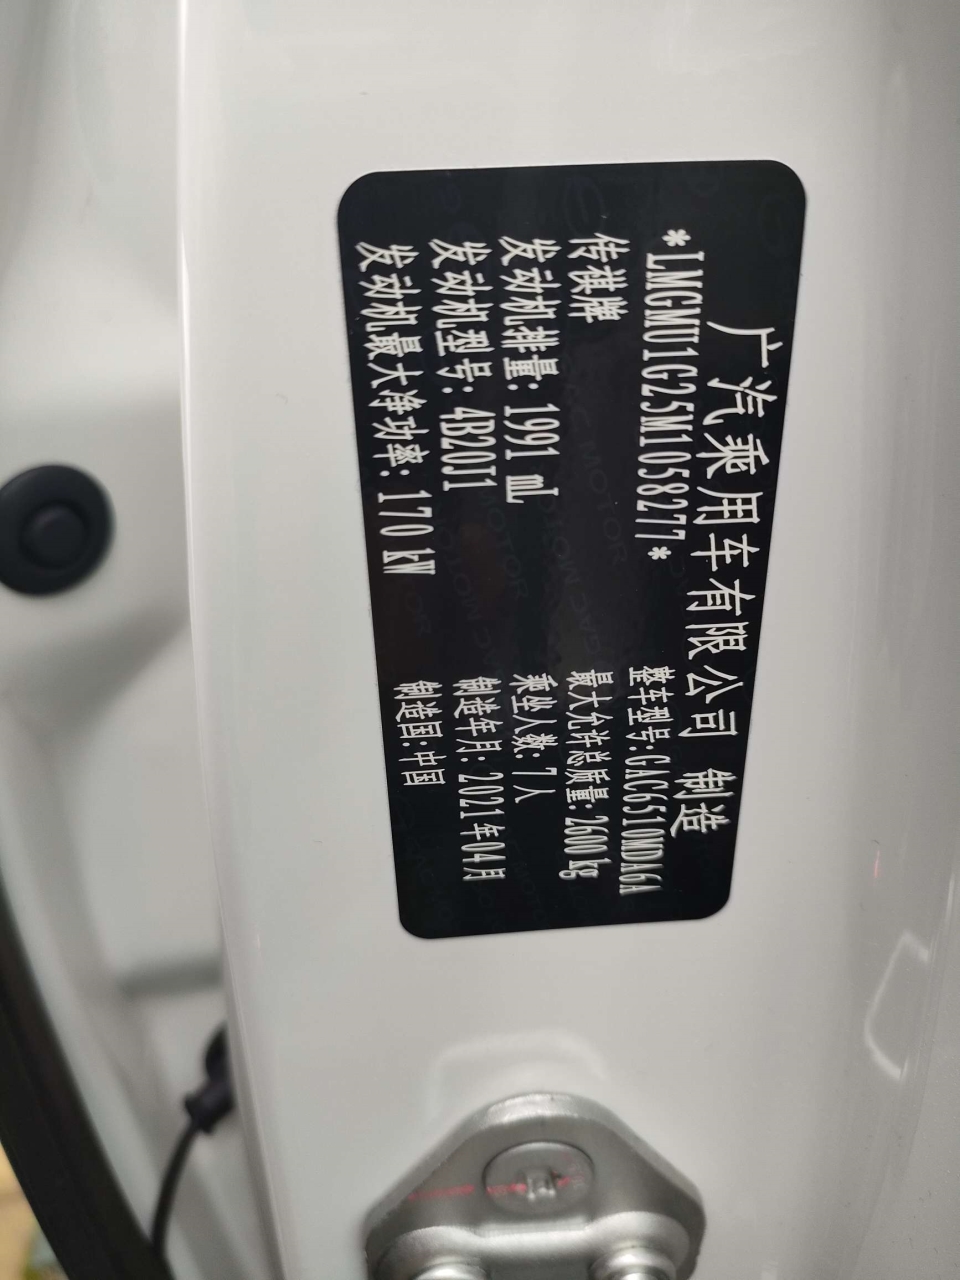 广汽乘用车有限公司 制造
*LMGMU1G25M1058277*
整车型号:GAC6510MDA6A
传祺牌
最大允许总质量:2600kg
发动机排量:1991 mL
乘坐人数:7人
发动机型号:4B20J1
制造年月:2021年04月
发动机最大净功率:170 kW
制造国:中国